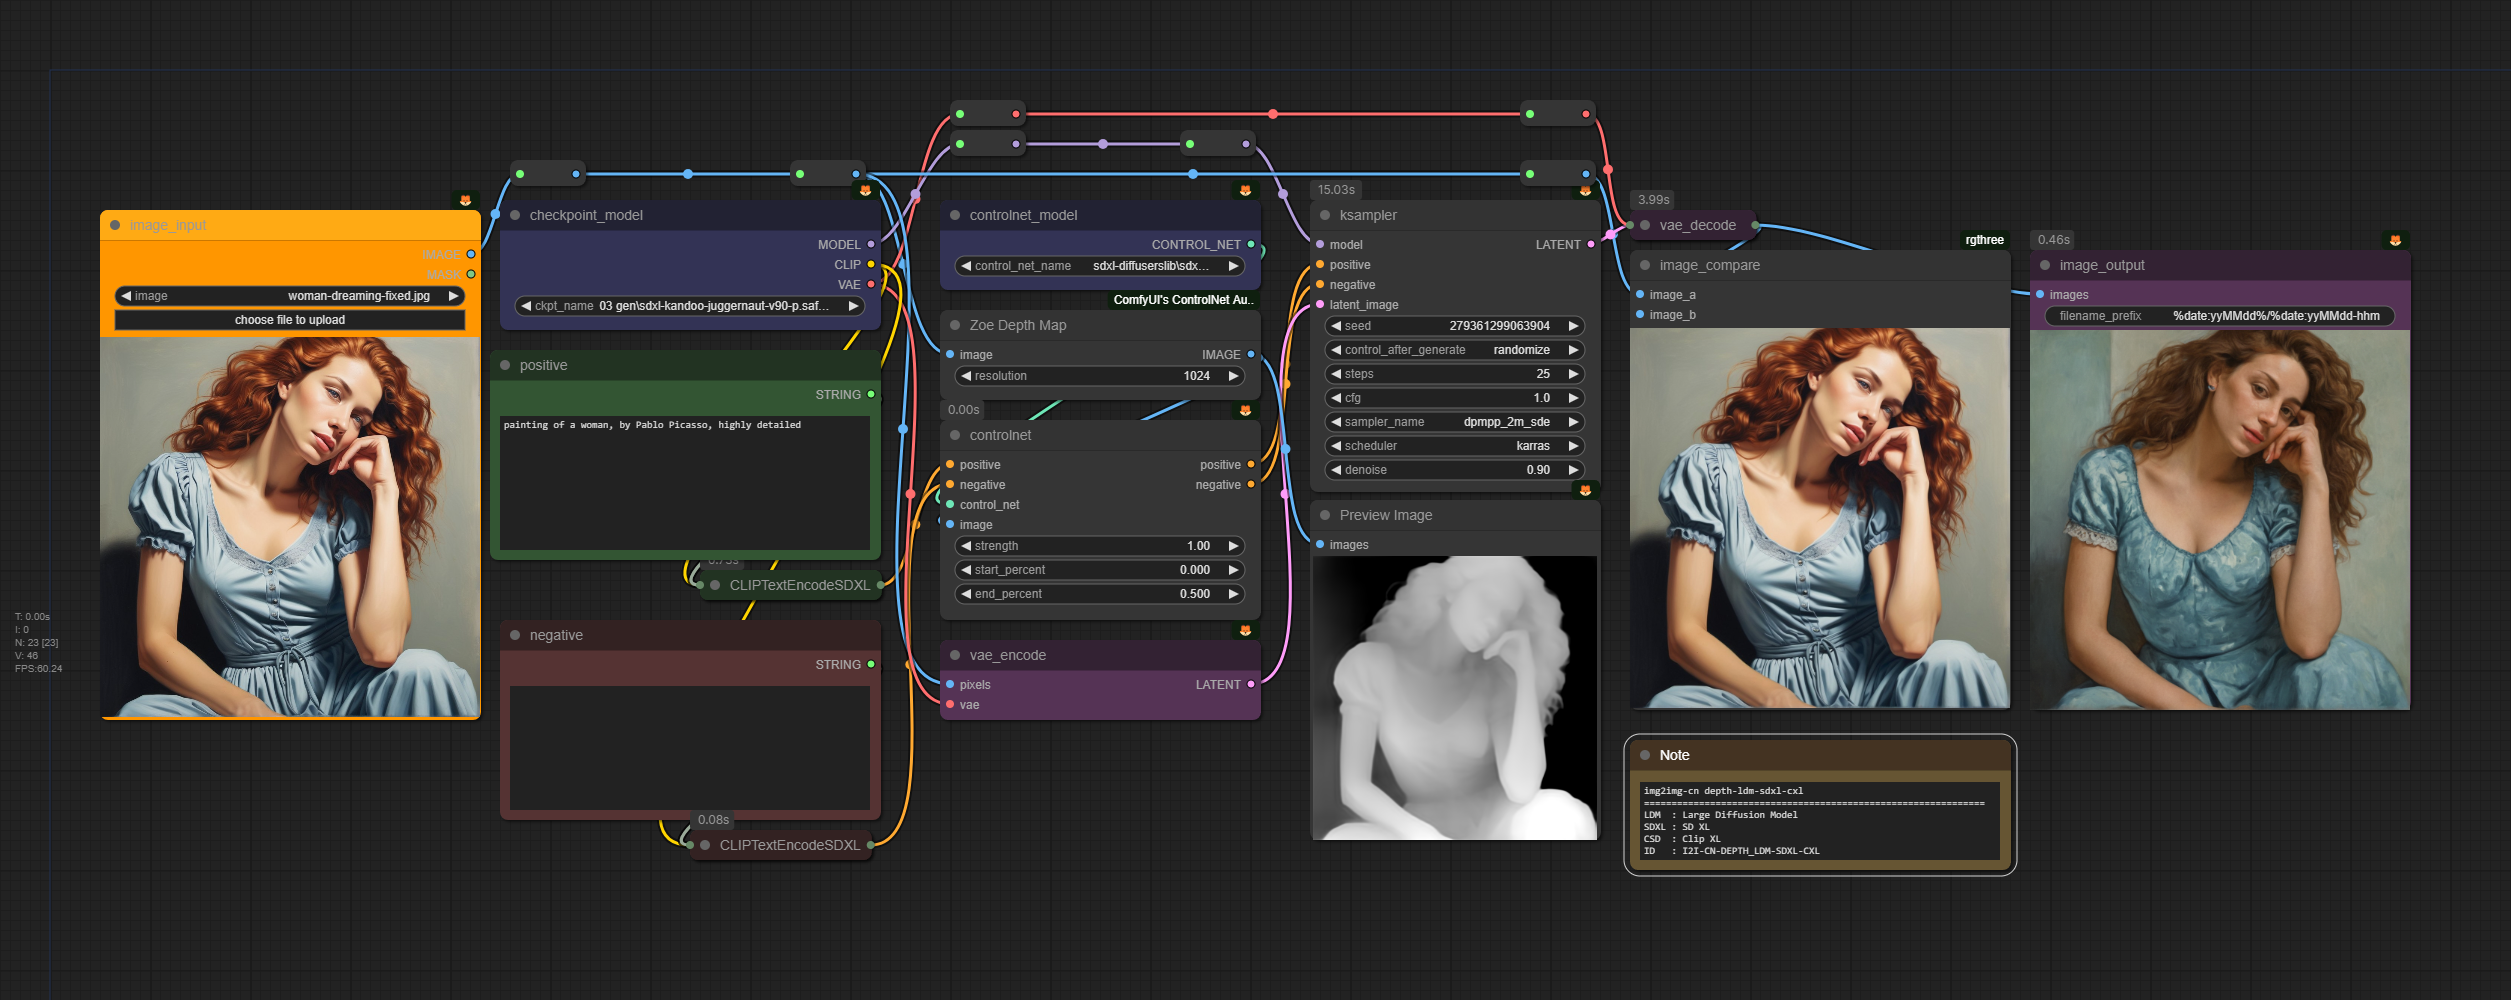 image_input
IMAGE
MASK
image woman-dreaming-fixed.jpg
choose file to upload
T: 0.00s
I: 0
N: 23 [23]
V: 46
FPS:60.24
checkpoint_model
MODEL
CLIP
VAE
ckpt_name 03 gen\sdxl-kandoo-juggernaut-v90-p.saf...
positive
STRING
painting of a woman, by Pablo Picasso, highly detailed
CLIPTextEncodeSDXL
negative
STRING
0.08s
CLIPTextEncodeSDXL
controlnet_model
CONTROL_NET
control_net_name sdxl-diffuserslib\sdx...
ComfyUI's ControlNet Au..
Zoe Depth Map
image IMAGE
resolution 1024
0.00s
controlnet
positive positive
negative negative
control_net
image
strength 1.00
start_percent 0.000
end_percent 0.500
vae_encode
pixels LATENT
vae
15.03s
ksampler
model LATENT
positive
negative
latent_image
seed 279361299063904
control_after_generate randomize
steps 25
cfg 1.0
sampler_name dpmpp_2m_sde
scheduler karras
denoise 0.90
Preview Image
images
3.99s
vae_decode
rgthree
image_compare
image_a
image_b
0.46s
image_output
images
filename_prefix %date:yyMMdd%/%date:yyMMdd-hhm
Note
img2img-cn depth-ldm-sdxl-cxl
==============================================================
LDM : Large Diffusion Model
SDXL : SD XL
CSD : Clip XL
ID : I2I-CN-DEPTH_LDM-SDXL-CXL